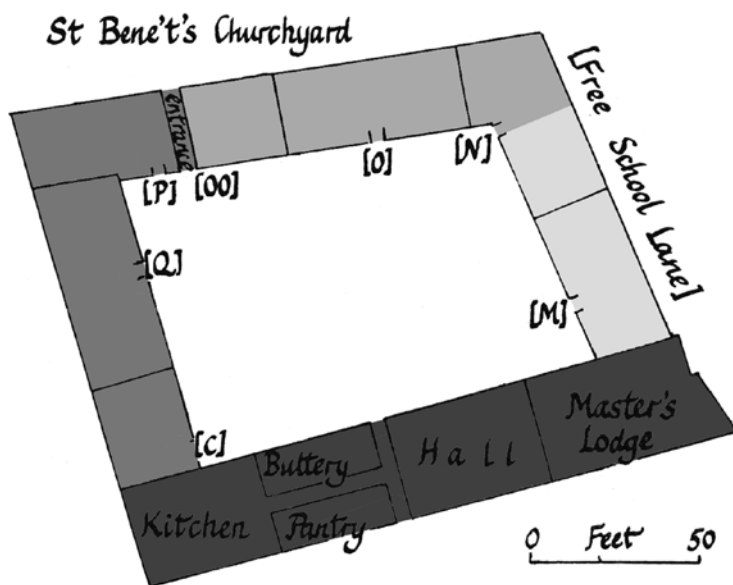 St Bene't's Churchyard
entrance
[Free School Lane]
[P]
[OO]
[O]
[N]
[Q]
[M]
[C]
Buttery
Hall
Master's
Lodge
Kitchen
Pantry
0 Feet 50